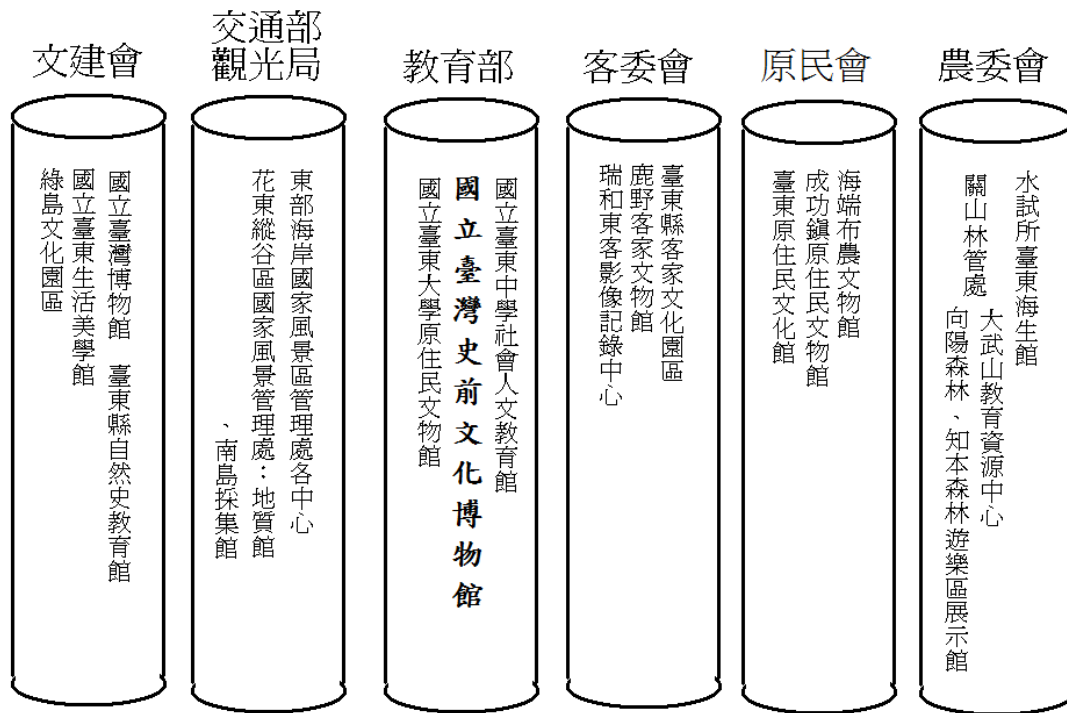 文建會
國立臺灣博物館　臺東縣自然史教育館
國立臺東生活美學館
綠島文化園區
交通部
觀光局
東部海岸國家風景區管理處各中心
花東縱谷區國家風景管理處：地質館
、南島採集館
教育部
國立臺東中學社會人文教育館
國立臺灣史前文化博物館
國立臺東大學原住民文物館
客委會
臺東縣客家文化園區
鹿野客家文物館
瑞和東客影像記錄中心
原民會
海端布農文物館
成功鎮原住民文物館
臺東原住民文化館
農委會
水試所臺東海生館
關山林管處
大武山教育資源中心
向陽森林、知本森林遊樂區展示館